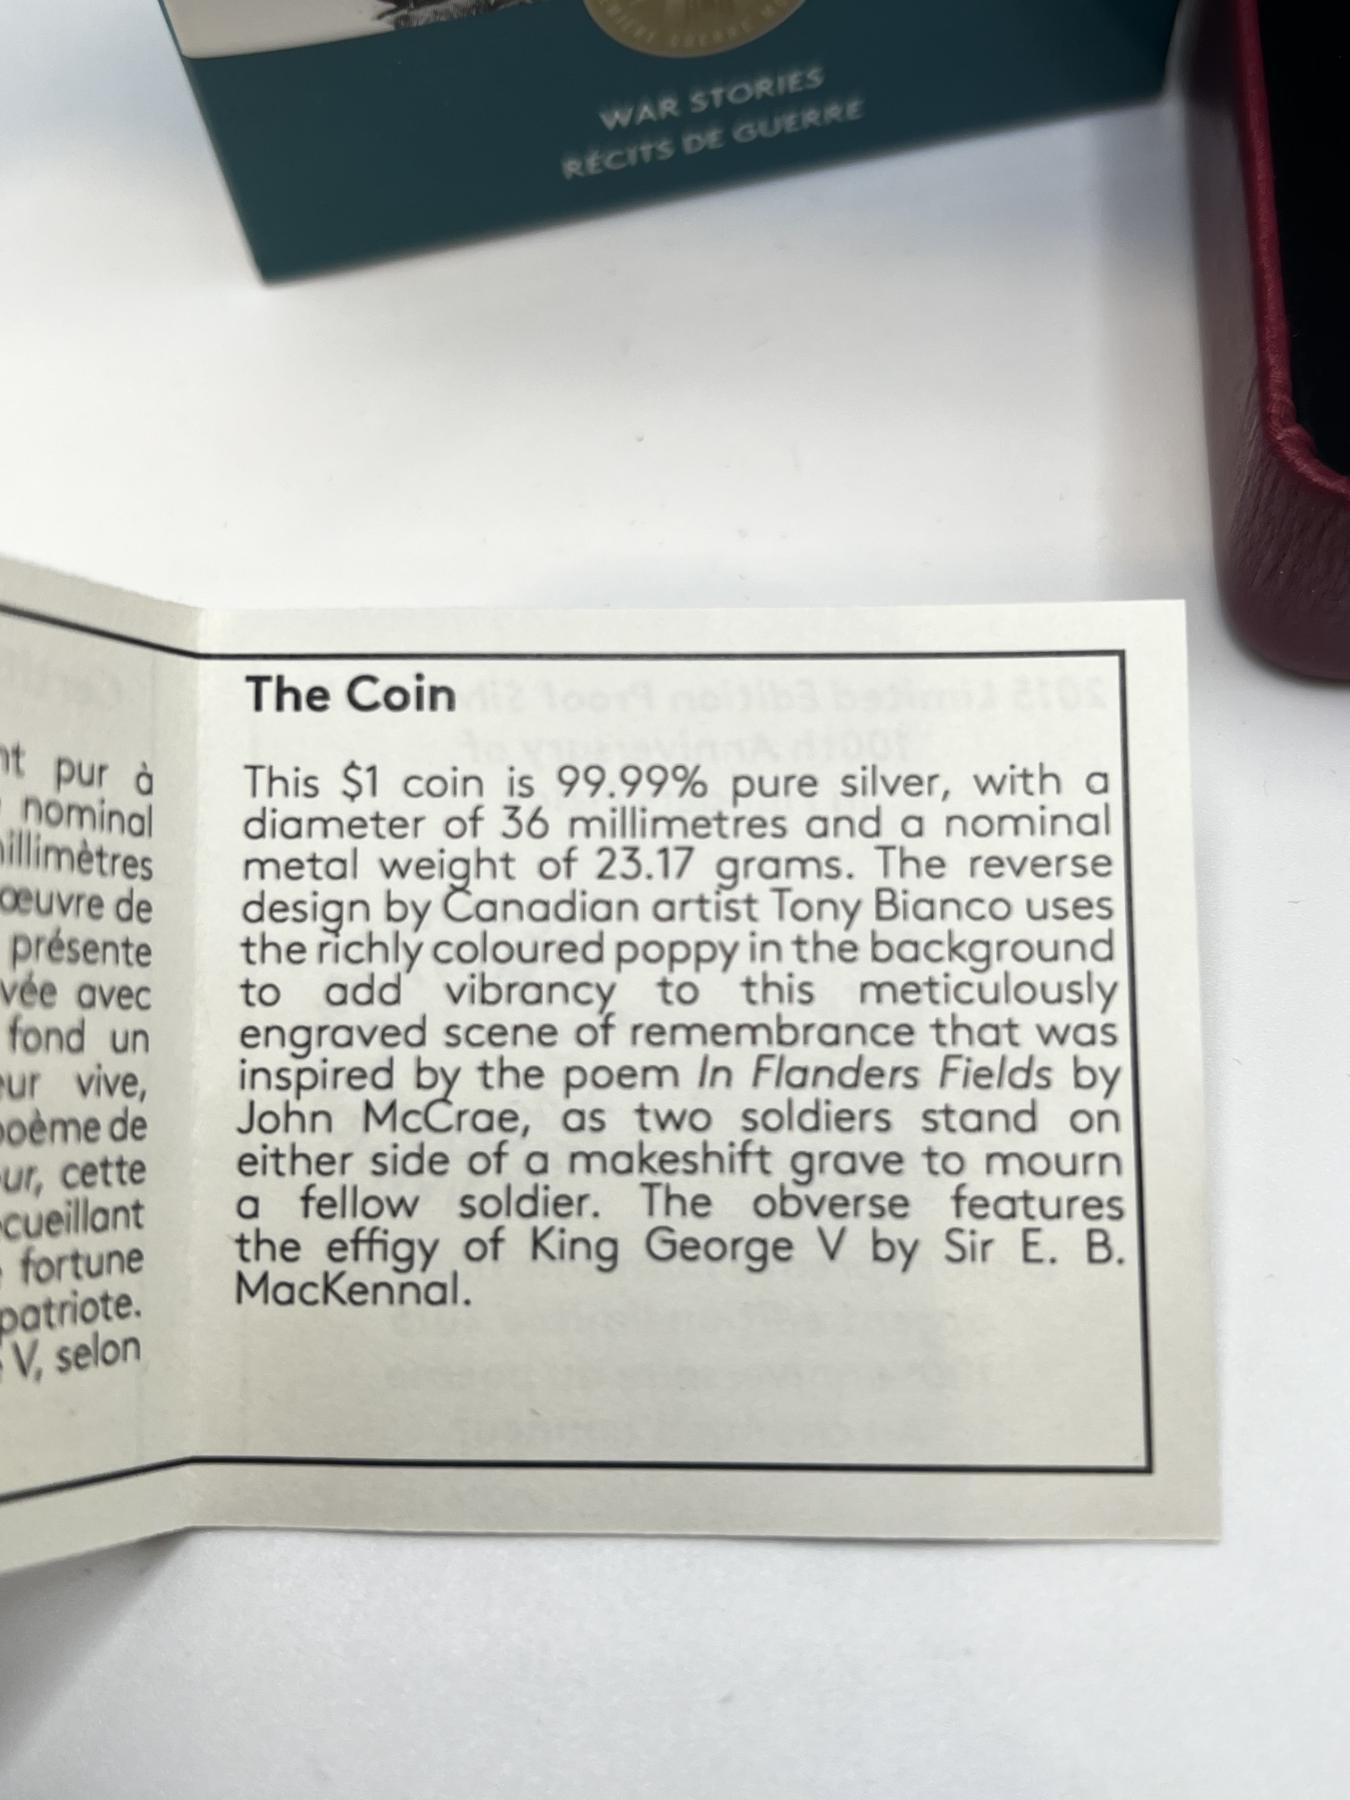 WAR STORIES
RÉCITS DE GUERRE
pur à
nominal
œuvre de
présente
avec
fond un
vive,
cette
fortune
patriote.
V, selon
The Coin
This $1 coin is 99.99% pure silver, with a
diameter of 36 millimetres and a nominal
metal weight of 23.17 grams. The reverse
design by Canadian artist Tony Bianco uses
the richly coloured poppy in the background
to add vibrancy to this meticulously
engraved scene of remembrance that was
inspired by the poem In Flanders Fields by
John McCrae, as two soldiers stand on
either side of a makeshift grave to mourn
a fellow soldier. The obverse features
the effigy of King George V by Sir E. B.
MacKennal.